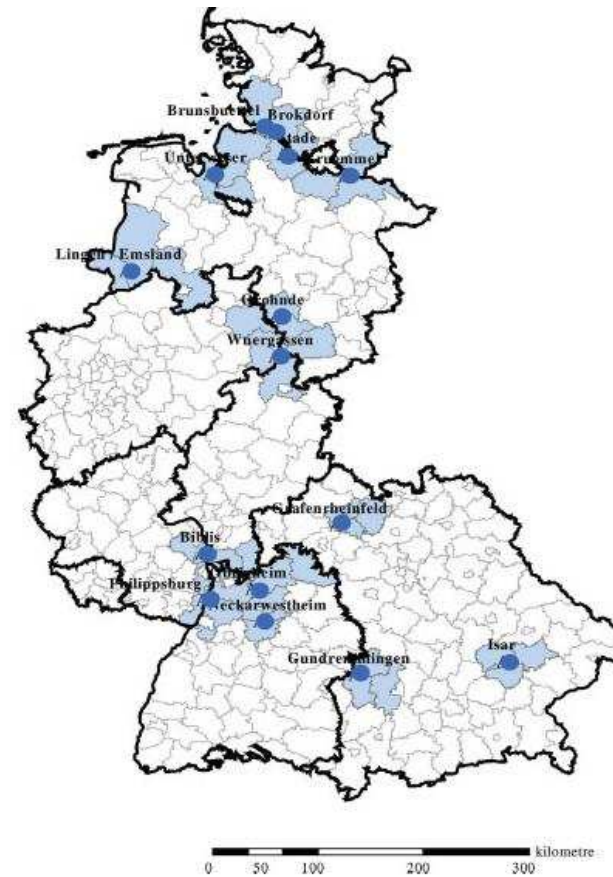 Brunsbuettel
Brokdorf
Stade
Unterweser
Kruemmel
Lingen / Emsland
Grohnde
Wuergassen
Grafenrheinfeld
Biblis
Philippsburg
Neckarwestheim
Gundremmingen
Isar
kilometre
0 50 100 200 300